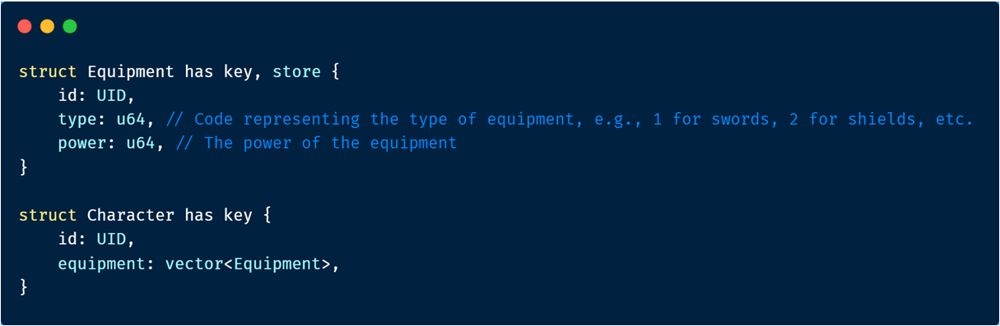 struct Equipment has key, store {
    id: UID,
    type: u64, // Code representing the type of equipment, e.g., 1 for swords, 2 for shields, etc.
    power: u64, // The power of the equipment
}

struct Character has key {
    id: UID,
    equipment: vector<Equipment>,
}